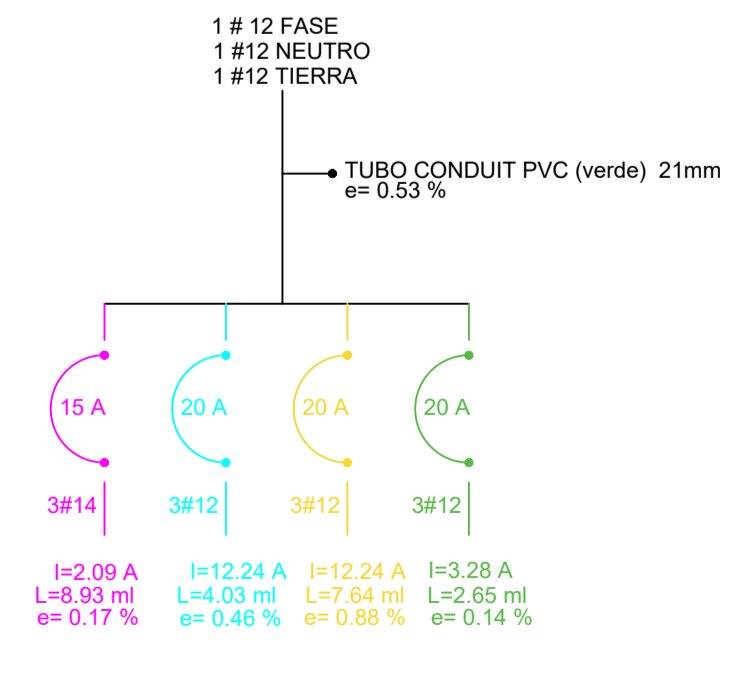 1 # 12 FASE
1 #12 NEUTRO
1 #12 TIERRA
TUBO CONDUIT PVC (verde) 21mm
e= 0.53 %
15 A
20 A
20 A
20 A
3#14
3#12
3#12
3#12
I=2.09 A
L=8.93 ml
e= 0.17 %
I=12.24 A
L=4.03 ml
e= 0.46 %
I=12.24 A
L=7.64 ml
e= 0.88 %
I=3.28 A
L=2.65 ml
e= 0.14 %